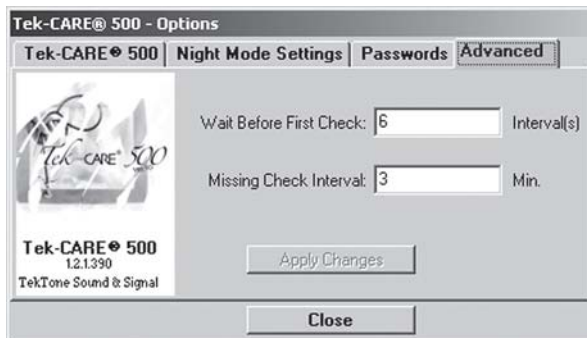 Tek-CARE® 500 - Options
Tek-CARE® 500 Night Mode Settings Passwords Advanced
Wait Before First Check: 6 Interval(s)
Missing Check Interval: 3 Min.
Tek-CARE® 500
Tek-CARE® 500
1.2.1.390
TekTone Sound & Signal
Apply Changes
Close